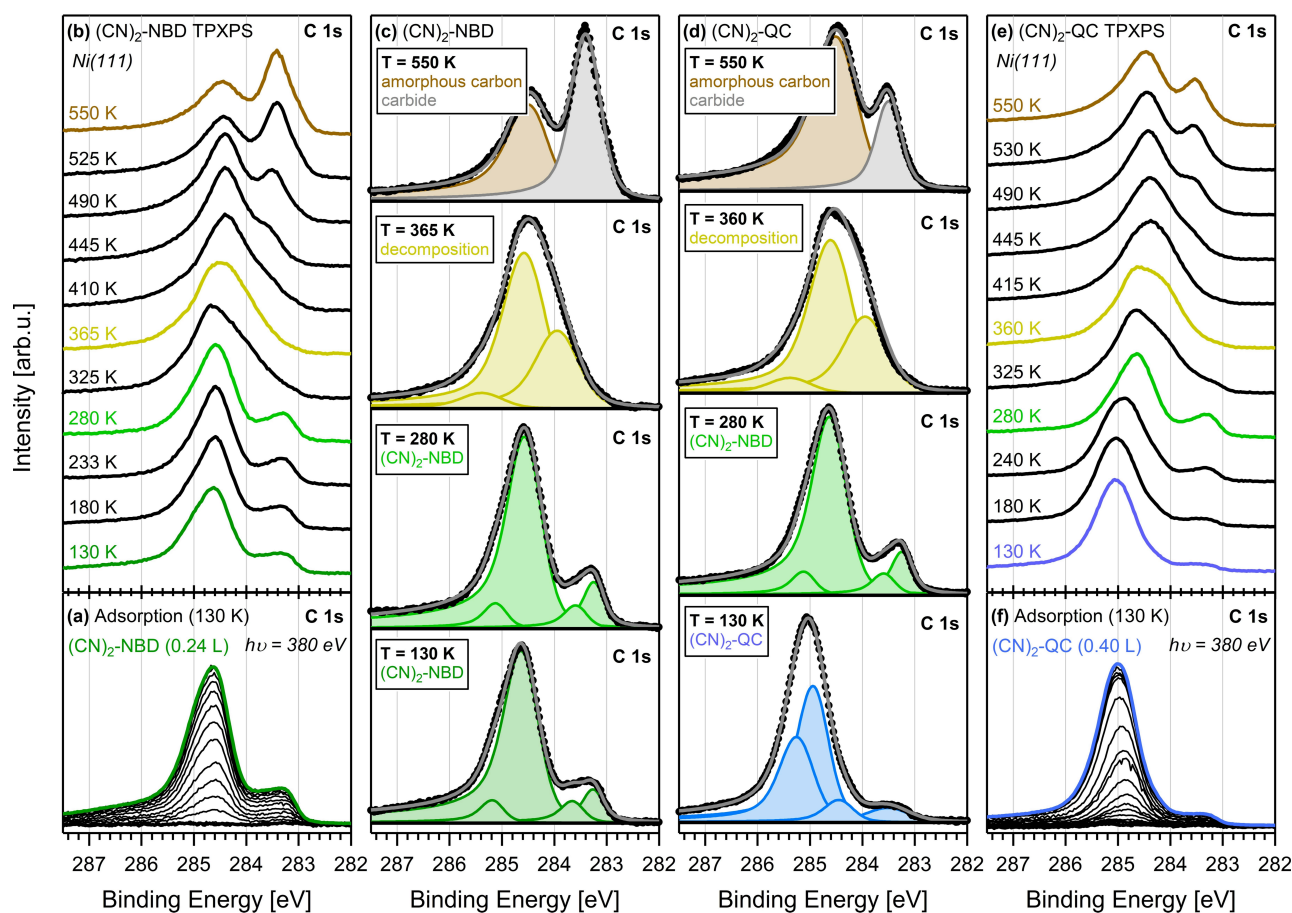 (b) (CN)₂-NBD TPXPS C 1s
Ni(111)
550 K
525 K
490 K
445 K
410 K
365 K
325 K
280 K
233 K
180 K
130 K
(a) Adsorption (130 K) C 1s
(CN)₂-NBD (0.24 L) hυ = 380 eV
287 286 285 284 283 282
Binding Energy [eV]
Intensity [arb.u.]
(c) (CN)₂-NBD C 1s
T = 550 K
amorphous carbon
carbide
T = 365 K C 1s
decomposition
T = 280 K C 1s
(CN)₂-NBD
T = 130 K C 1s
(CN)₂-NBD
287 286 285 284 283 282
Binding Energy [eV]
(d) (CN)₂-QC C 1s
T = 550 K
amorphous carbon
carbide
T = 360 K C 1s
decomposition
T = 280 K C 1s
(CN)₂-NBD
T = 130 K C 1s
(CN)₂-QC
287 286 285 284 283 282
Binding Energy [eV]
(e) (CN)₂-QC TPXPS C 1s
Ni(111)
550 K
530 K
490 K
445 K
415 K
360 K
325 K
280 K
240 K
180 K
130 K
(f) Adsorption (130 K) C 1s
(CN)₂-QC (0.40 L) hυ = 380 eV
287 286 285 284 283 282
Binding Energy [eV]